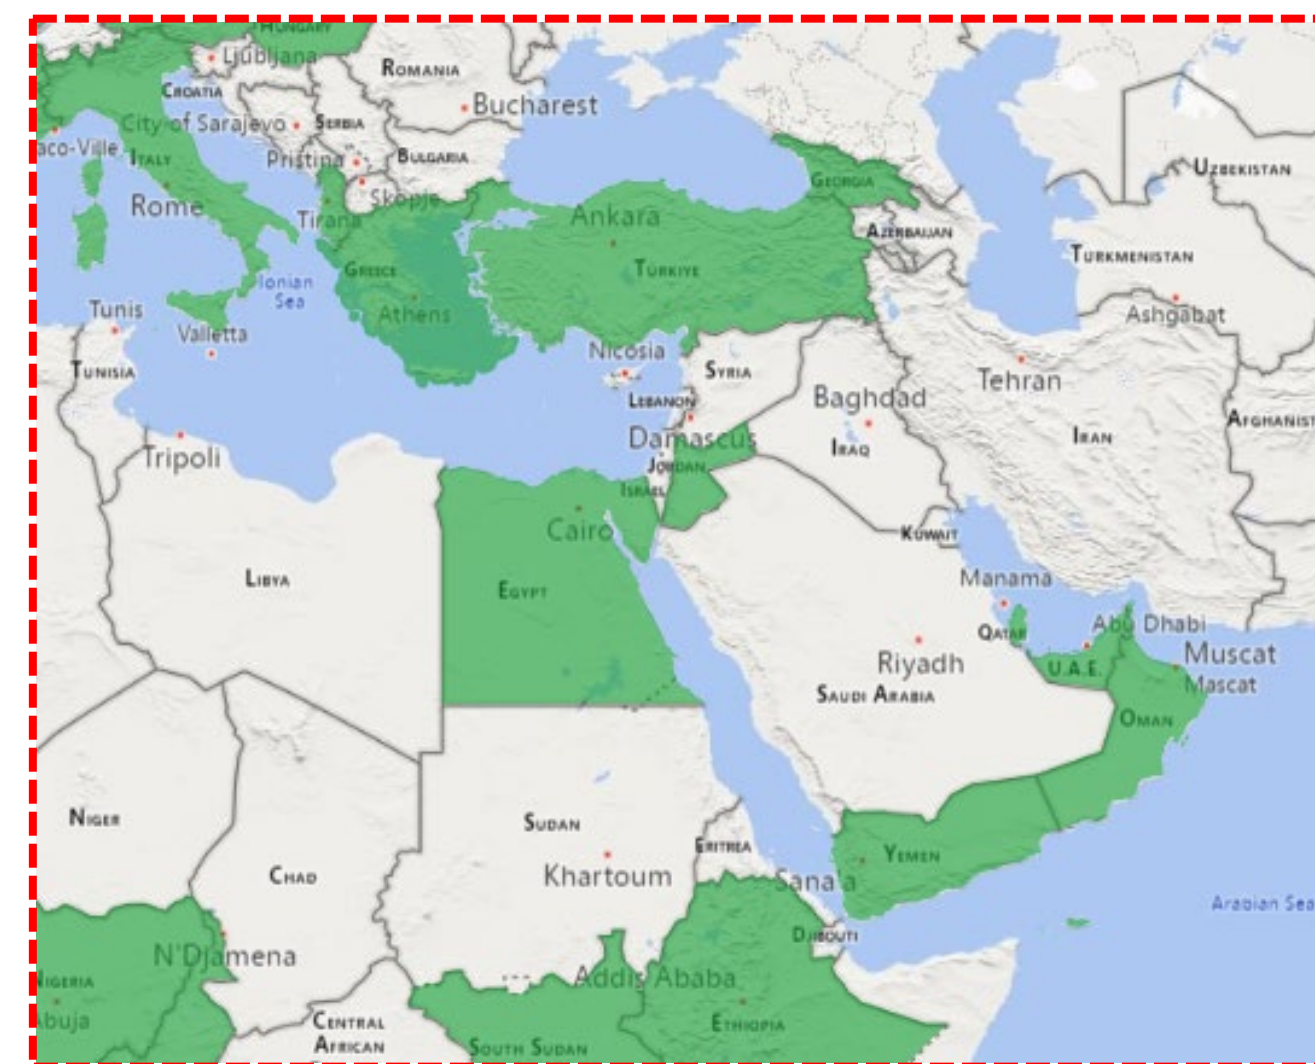 HUNGARY
Ljubljana
ROMANIA
CROATIA
Bucharest
City of Sarajevo
SERBIA
aco-Ville
ITALY
Pristina
BULGARIA
UZBEKISTAN
Skopje
GEORGIA
Rome
Tirana
Ankara
AZERBAIJAN
TURKMENISTAN
GREECE
TÜRKIYE
Ionian
Sea
Tunis
Athens
Ashgabat
Valletta
Nicosia
TUNISIA
SYRIA
Tehran
LEBANON
Baghdad
AFGHANIST
Damascus
IRAN
IRAQ
Tripoli
JORDAN
ISRAEL
Cairo
KUWAIT
LIBYA
Manama
EGYPT
QATAR
Abu Dhabi
Riyadh
U.A.E.
Muscat
Mascat
SAUDI ARABIA
OMAN
NIGER
SUDAN
ERITREA
YEMEN
CHAD
Khartoum
Sana'a
Arabian Sea
DJIBOUTI
N'Djamena
NIGERIA
Addis Ababa
Abuja
CENTRAL
AFRICAN
ETHIOPIA
SOUTH SUDAN